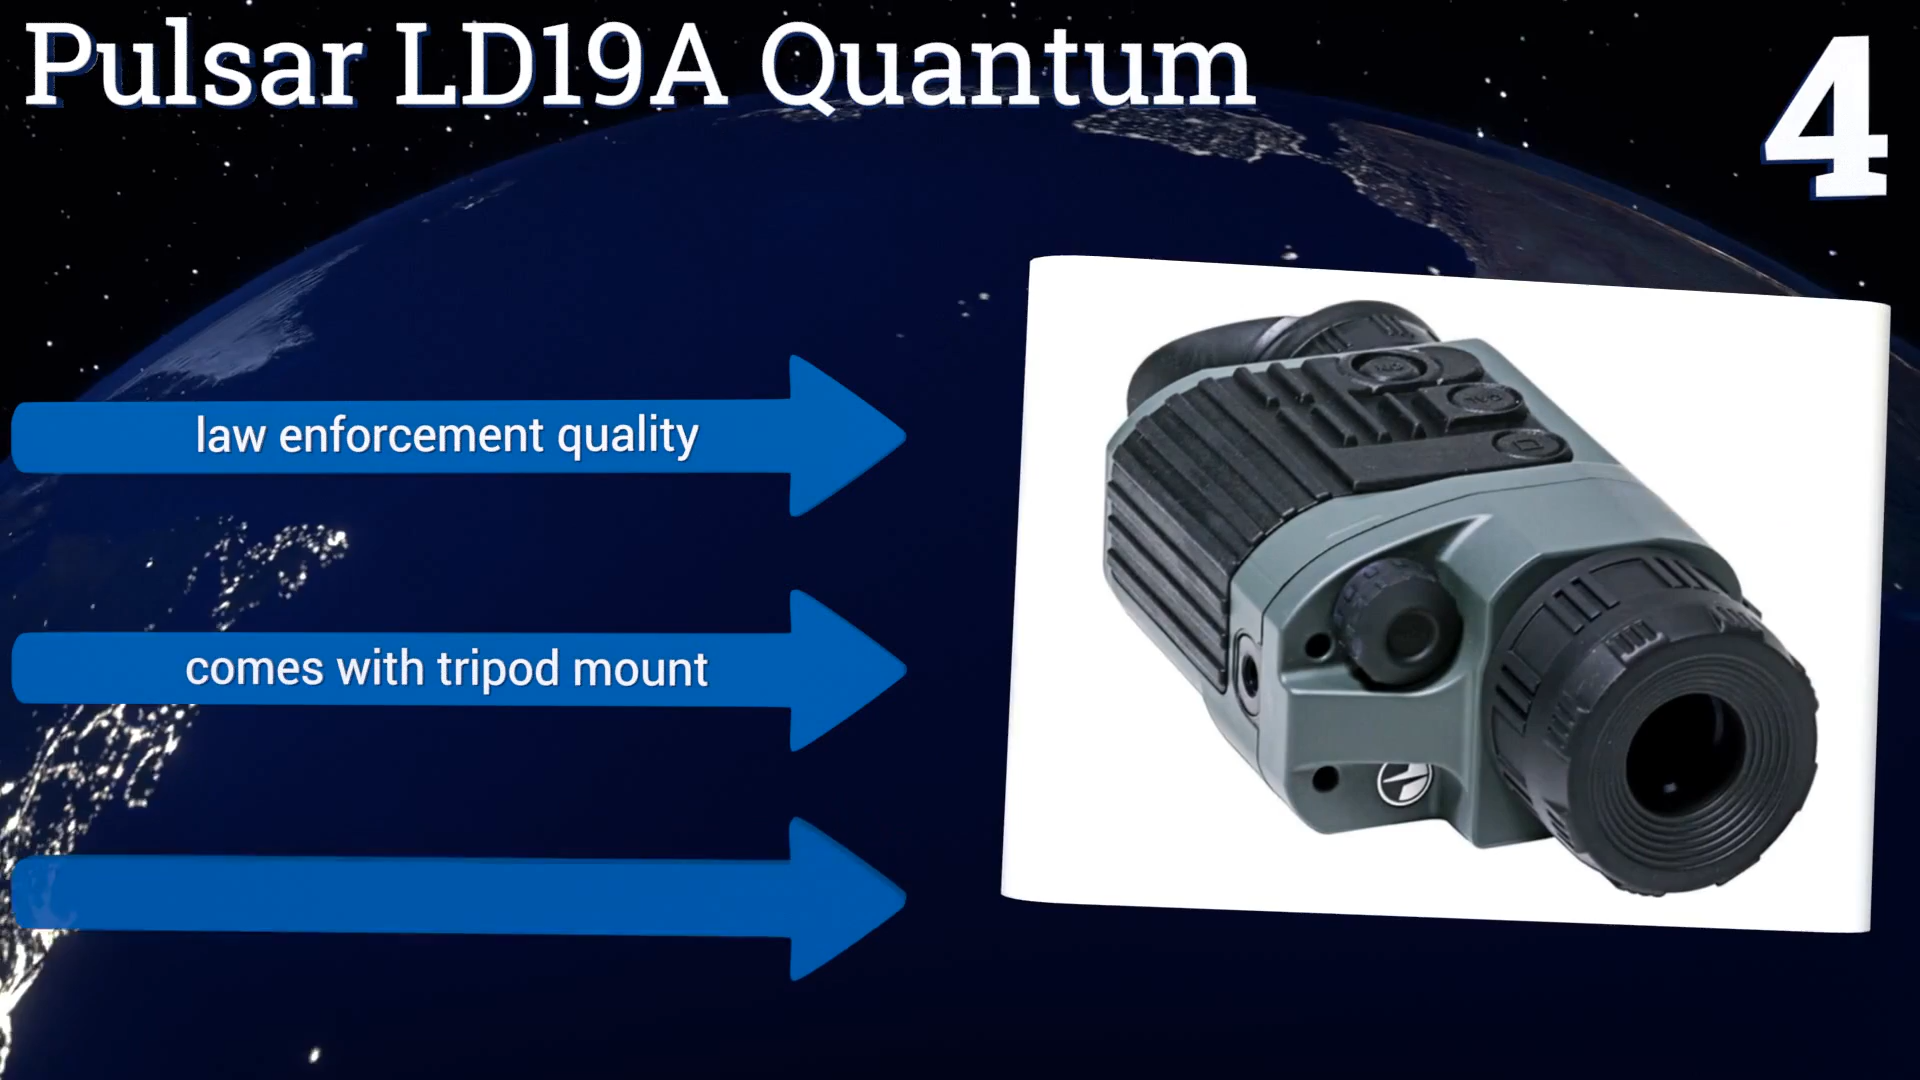 Pulsar LD19A Quantum
4
law enforcement quality
comes with tripod mount